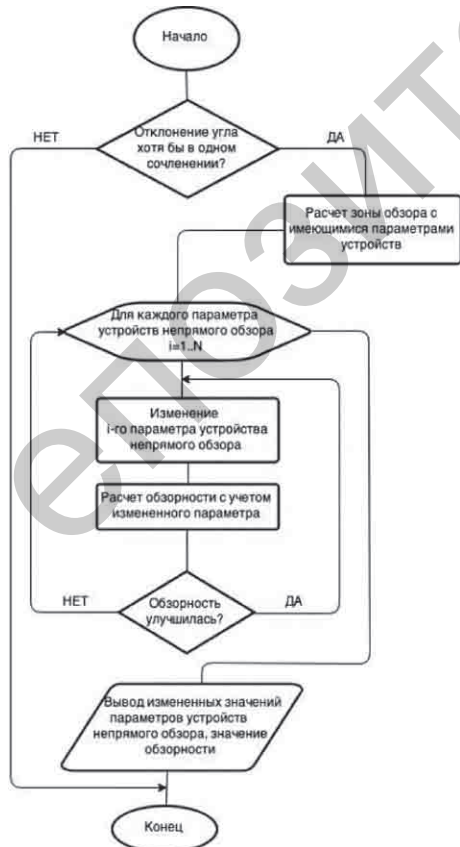 Начало
Отклонение угла
хотя бы в одном
сочленении?
НЕТ
ДА
Расчет зоны обзора с
имеющимися параметрами
устройств
Для каждого параметра
устройств непрямого обзора
i=1..N
Изменение
i-го параметра устройства
непрямого обзора
Расчет обзорности с учетом
измененного параметра
НЕТ
Обзорность
улучшилась?
ДА
Вывод измененных значений
параметров устройств
непрямого обзора, значение
обзорности
Конец
епозит